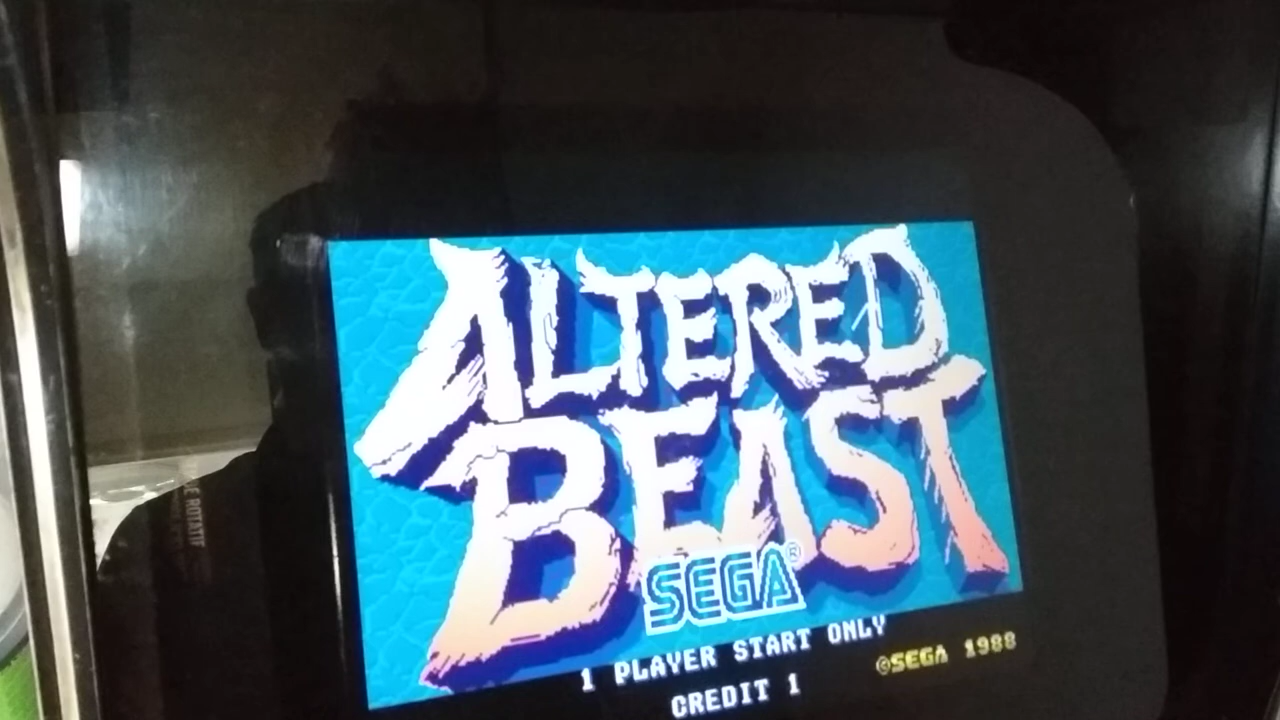 ALTERED
BEAST
SEGA®
1 PLAYER START ONLY
©SEGA 1988
CREDIT 1